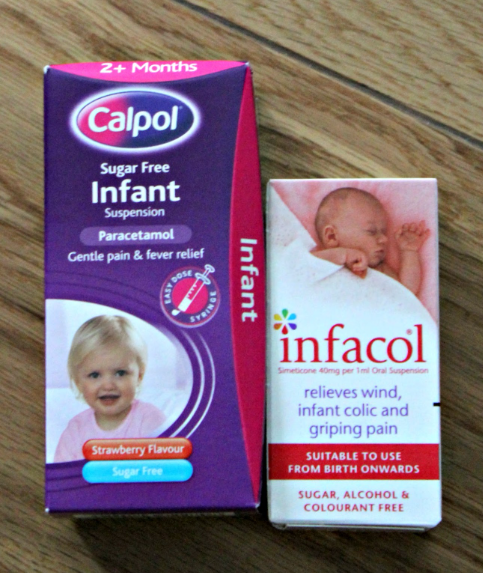 2+ Months
Calpol®
Sugar Free
Infant
Suspension
Paracetamol
Gentle pain & fever relief
EASY DOSE
SYRINGE
Strawberry Flavour
Sugar Free
Infant
infacol®
Simeticone 40mg per 1ml Oral Suspension
relieves wind,
infant colic and
griping pain
SUITABLE TO USE
FROM BIRTH ONWARDS
SUGAR, ALCOHOL &
COLOURANT FREE